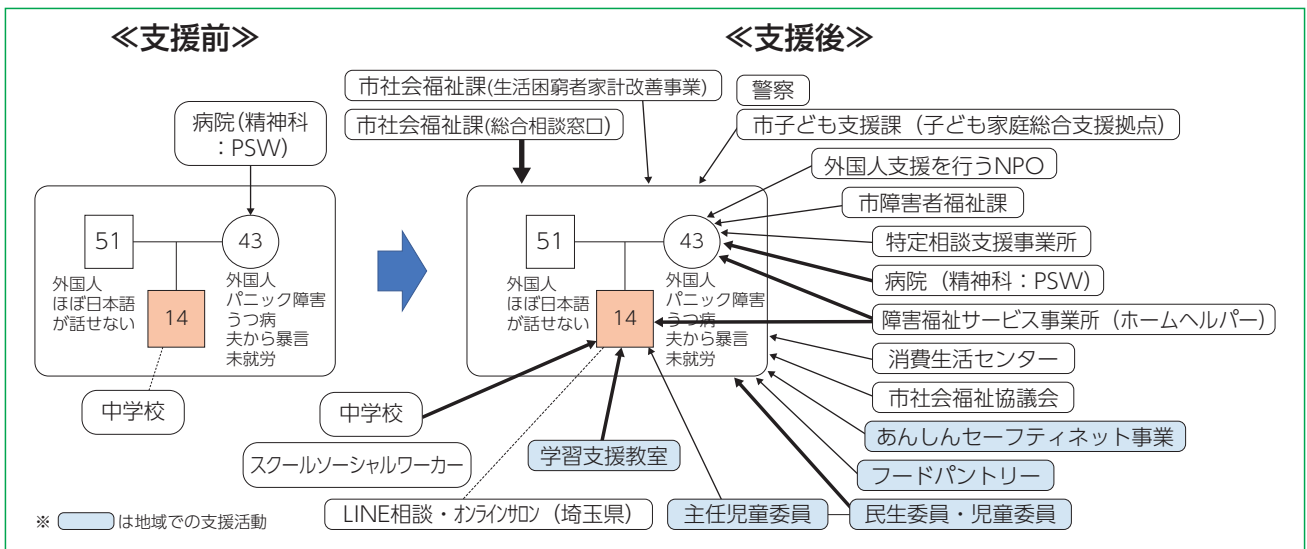 ≪支援前≫
病院(精神科
：PSW)
51
43
外国人
ほぼ日本語
が話せない
14
外国人
パニック障害
うつ病
夫から暴言
未就労
中学校
≪支援後≫
市社会福祉課(生活困窮者家計改善事業)
市社会福祉課(総合相談窓口)
警察
市子ども支援課（子ども家庭総合支援拠点）
外国人支援を行うNPO
市障害者福祉課
特定相談支援事業所
病院（精神科：PSW）
障害福祉サービス事業所（ホームヘルパー）
消費生活センター
市社会福祉協議会
あんしんセーフティネット事業
フードパントリー
民生委員・児童委員
51
43
外国人
ほぼ日本語
が話せない
14
外国人
パニック障害
うつ病
夫から暴言
未就労
中学校
スクールソーシャルワーカー
学習支援教室
LINE相談・オンラインサロン（埼玉県）
主任児童委員
※ は地域での支援活動